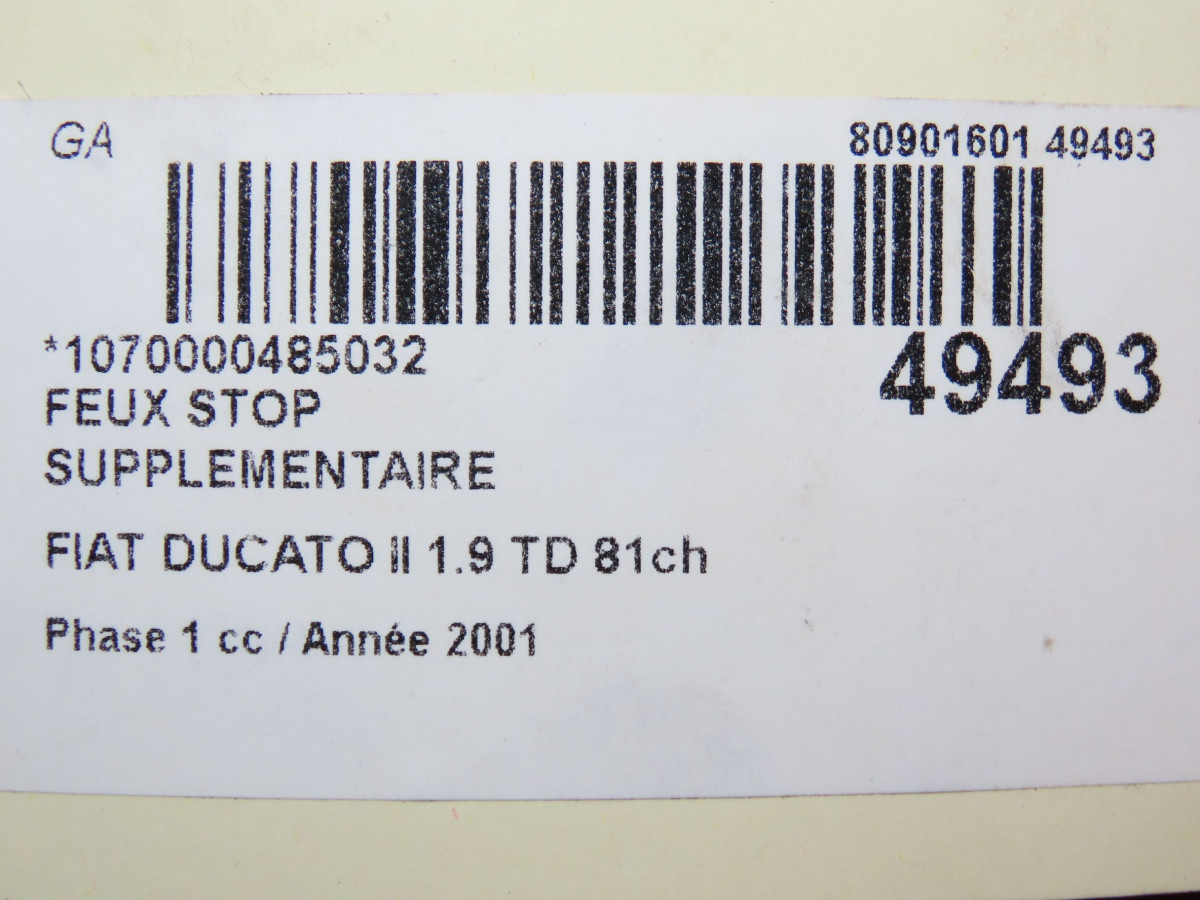 GA
80901601 49493
*1070000485032
49493
FEUX STOP
SUPPLEMENTAIRE
FIAT DUCATO II 1.9 TD 81ch
Phase 1 cc / Année 2001